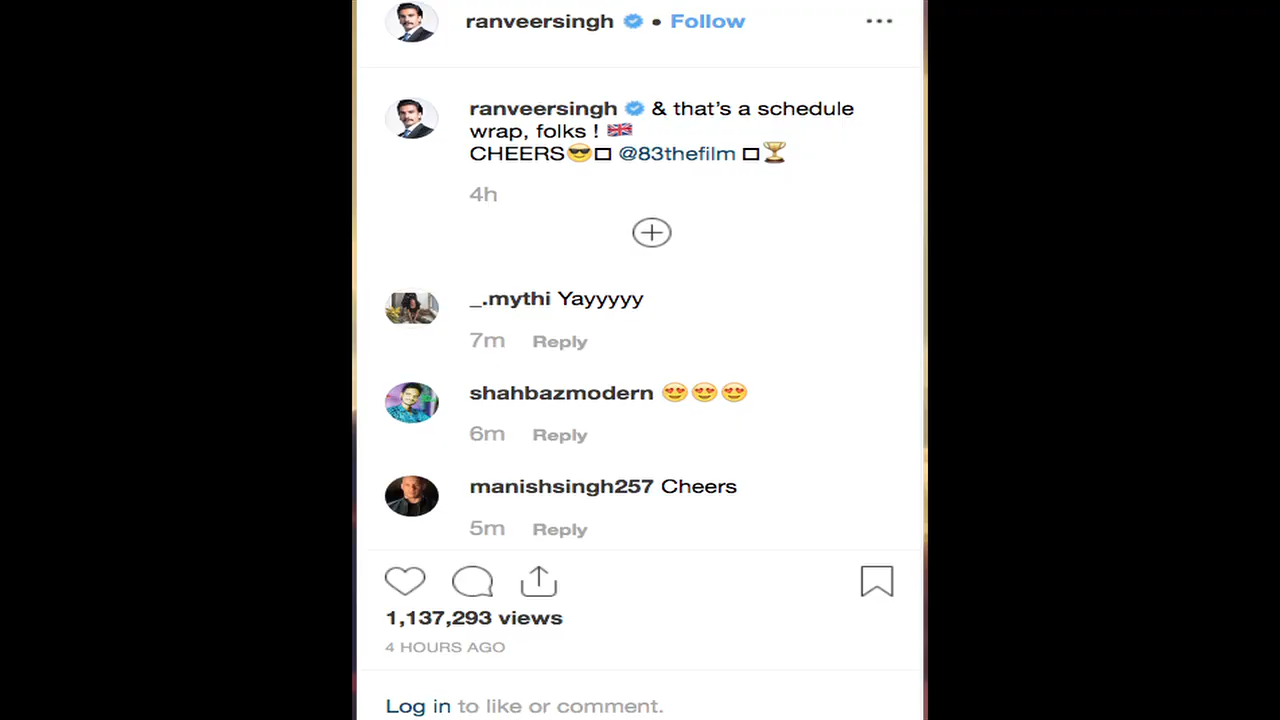 ranveersingh • Follow
ranveersingh & that's a schedule
wrap, folks ! 🇬🇧
CHEERS😎□ @83thefilm □🏆
4h
_.mythi Yayyyyy
7m Reply
shahbazmodern 😍😍😍
6m Reply
manishsingh257 Cheers
5m Reply
1,137,293 views
4 HOURS AGO
Log in to like or comment.